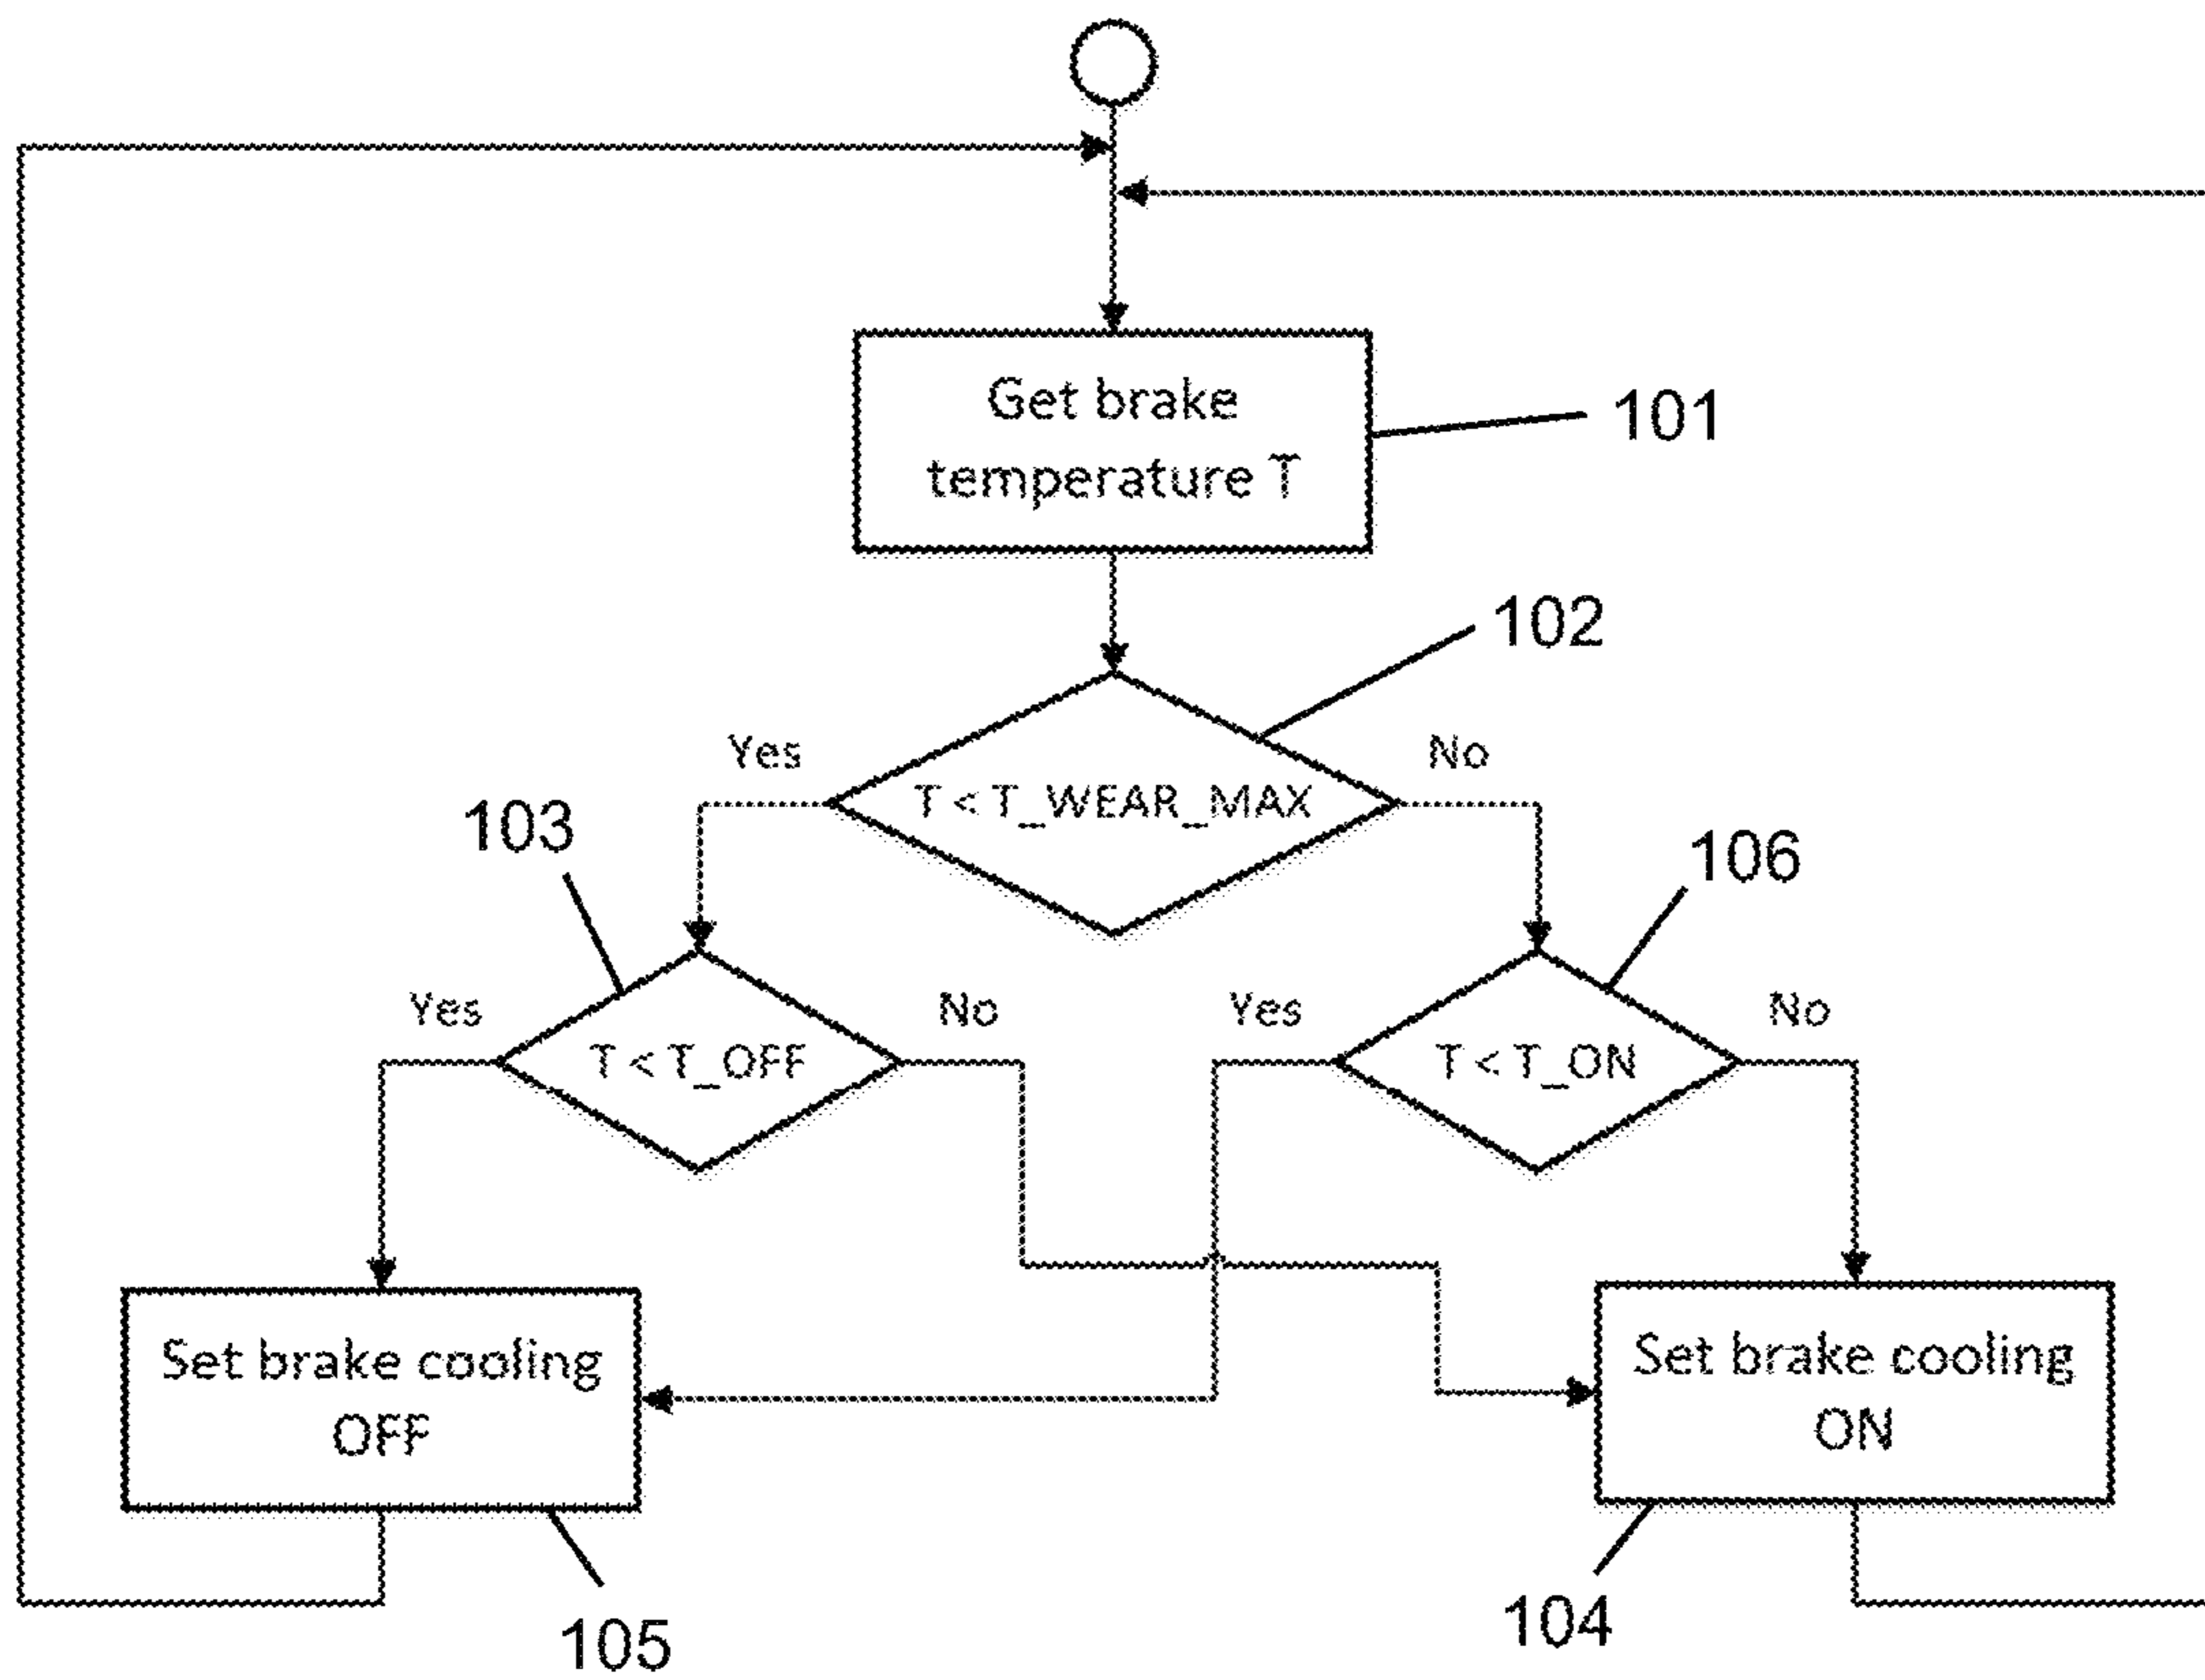 Get brake
temperature T
101
102
Yes
No
T < T_WEAR_MAX
103
106
Yes
No
Yes
No
T < T_OFF
T < T_ON
Set brake cooling
OFF
Set brake cooling
ON
105
104